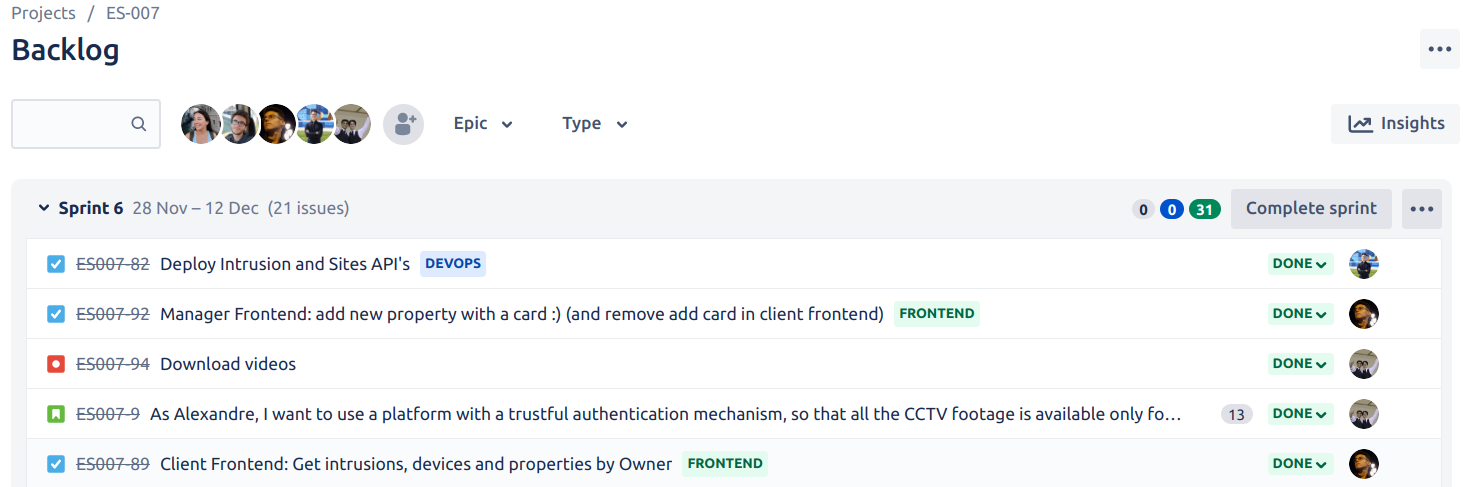 Projects / ES-007
Backlog
Epic Type Insights
Sprint 6 28 Nov – 12 Dec (21 issues) 0 0 31 Complete sprint
ES007-82 Deploy Intrusion and Sites API's DEVOPS DONE
ES007-92 Manager Frontend: add new property with a card :) (and remove add card in client frontend) FRONTEND DONE
ES007-94 Download videos DONE
ES007-9 As Alexandre, I want to use a platform with a trustful authentication mechanism, so that all the CCTV footage is available only fo... 13 DONE
ES007-89 Client Frontend: Get intrusions, devices and properties by Owner FRONTEND DONE